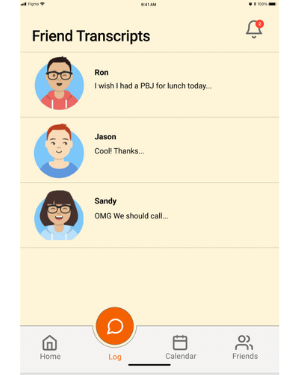 Figma
9:41 AM
100%
Friend Transcripts
2
Ron
I wish I had a PBJ for lunch today...
Jason
Cool! Thanks...
Sandy
OMG We should call...
Home
Log
Calendar
Friends